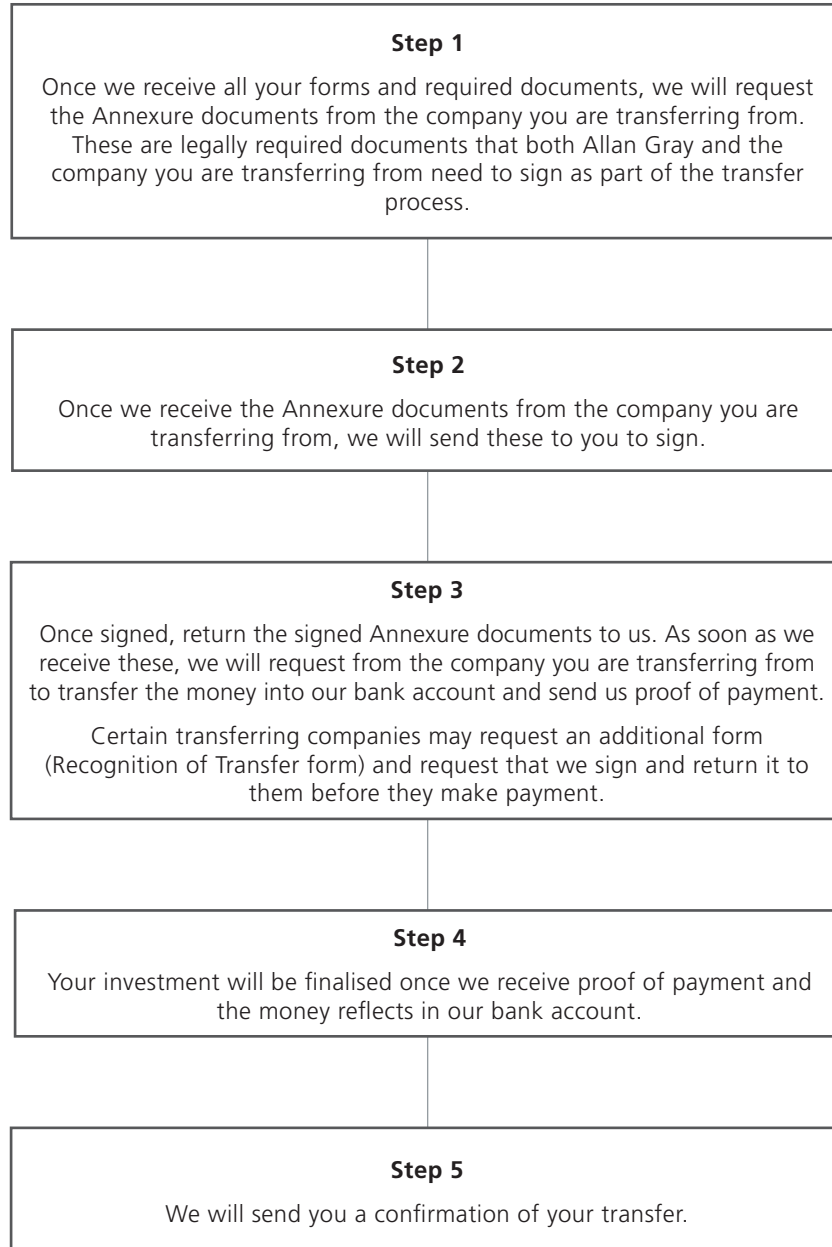 Step 1
Once we receive all your forms and required documents, we will request
the Annexure documents from the company you are transferring from.
These are legally required documents that both Allan Gray and the
company you are transferring from need to sign as part of the transfer
process.
Step 2
Once we receive the Annexure documents from the company you are
transferring from, we will send these to you to sign.
Step 3
Once signed, return the signed Annexure documents to us. As soon as we
receive these, we will request from the company you are transferring from
to transfer the money into our bank account and send us proof of payment.
Certain transferring companies may request an additional form
(Recognition of Transfer form) and request that we sign and return it to
them before they make payment.
Step 4
Your investment will be finalised once we receive proof of payment and
the money reflects in our bank account.
Step 5
We will send you a confirmation of your transfer.